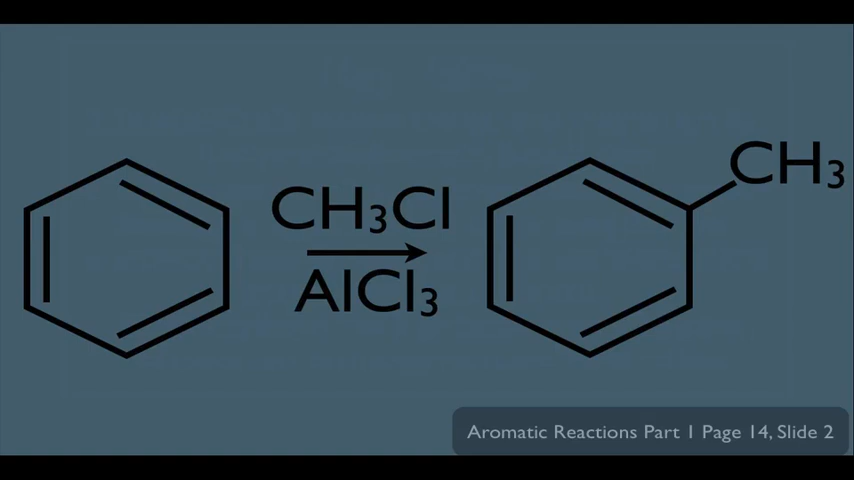 CH₃Cl
AlCl₃
CH₃
Aromatic Reactions Part 1 Page 14, Slide 2